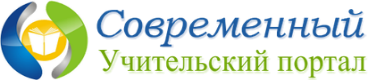 Современный
Учительский портал